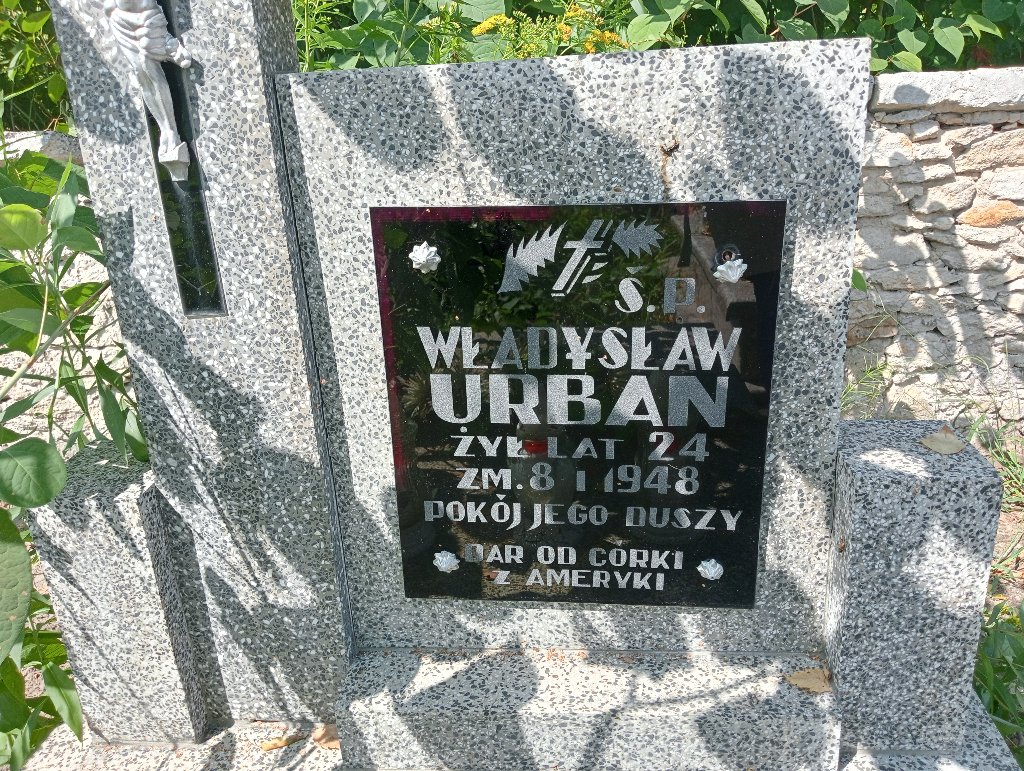 Ś.P.
WŁADYSŁAW
URBAN
ŻYŁ LAT 24
ZM. 8 I 1948
POKÓJ JEGO DUSZY
DAR OD CÓRKI
Z AMERYKI